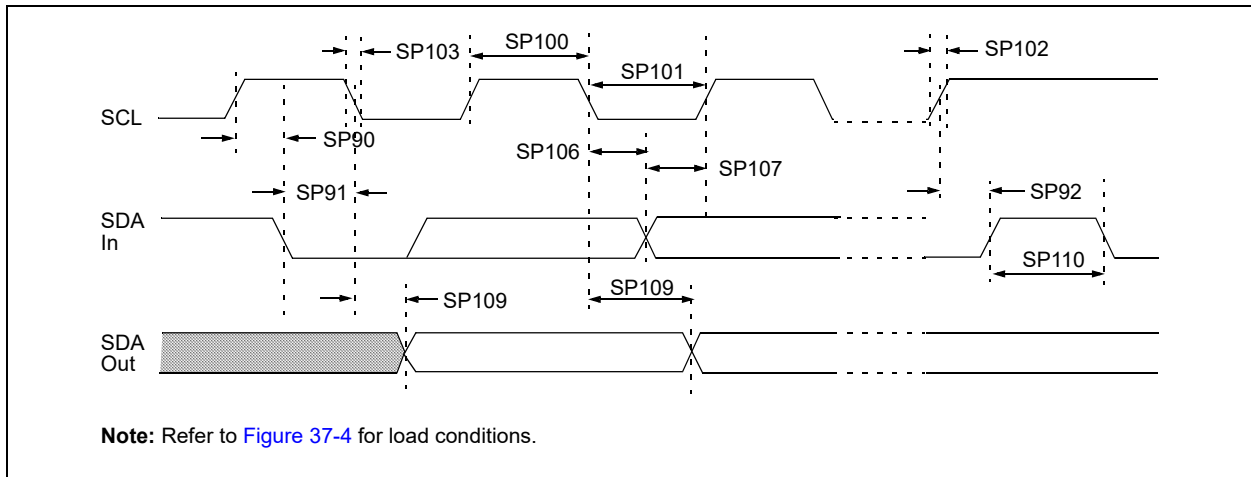 SP103
SP100
SP101
SP102
SCL
SP90
SP106
SP107
SP91
SP92
SDA
In
SP110
SP109
SP109
SDA
Out
Note: Refer to Figure 37-4 for load conditions.